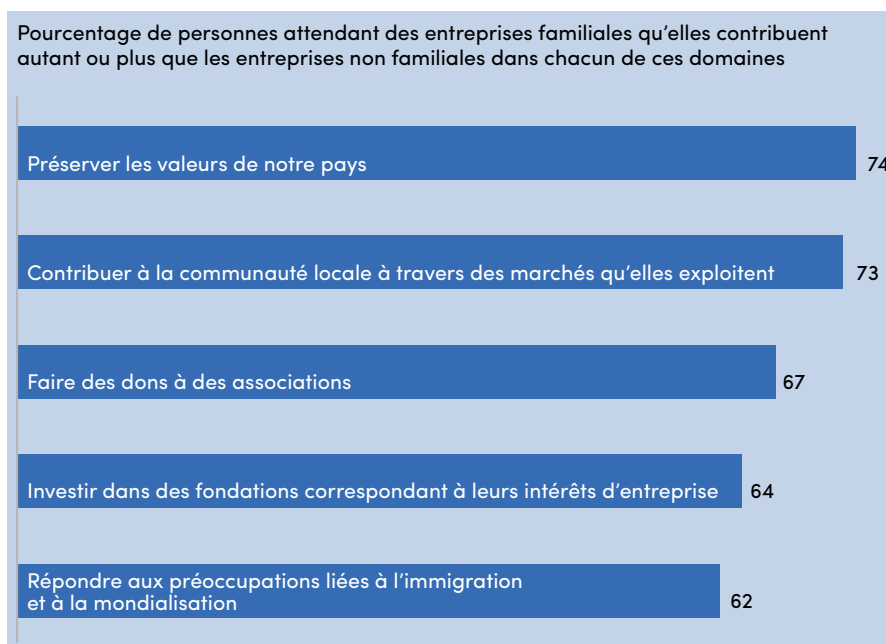 Pourcentage de personnes attendant des entreprises familiales qu'elles contribuent
autant ou plus que les entreprises non familiales dans chacun de ces domaines
Préserver les valeurs de notre pays 74
Contribuer à la communauté locale à travers des marchés qu'elles exploitent 73
Faire des dons à des associations 67
Investir dans des fondations correspondant à leurs intérêts d'entreprise 64
Répondre aux préoccupations liées à l'immigration
et à la mondialisation 62